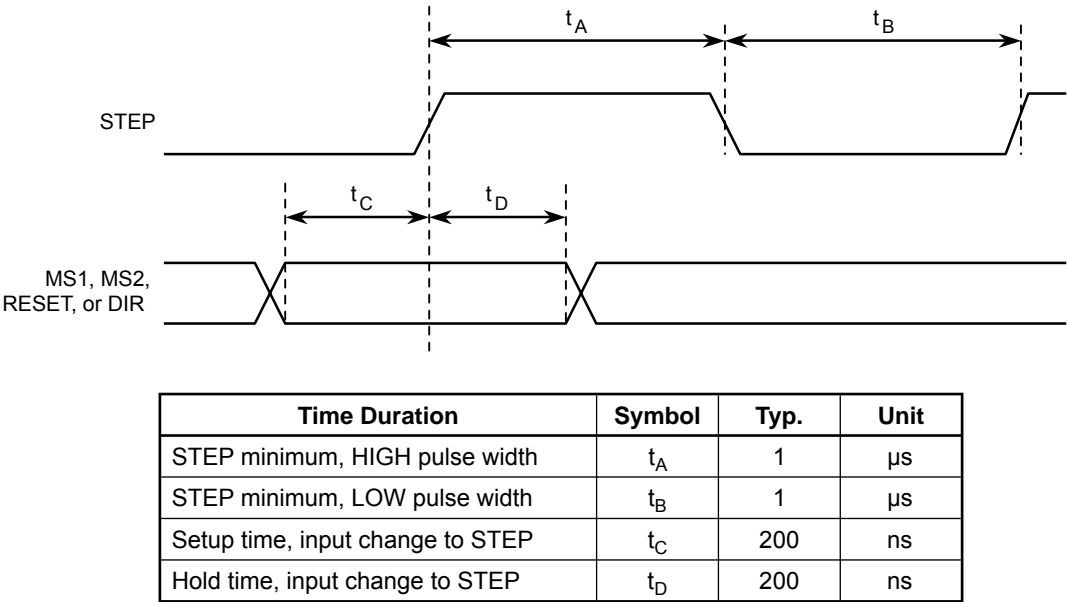 tA tB
STEP
tC tD
MS1, MS2,
RESET, or DIR
Time Duration Symbol Typ. Unit
STEP minimum, HIGH pulse width tA 1 µs
STEP minimum, LOW pulse width tB 1 µs
Setup time, input change to STEP tC 200 ns
Hold time, input change to STEP tD 200 ns